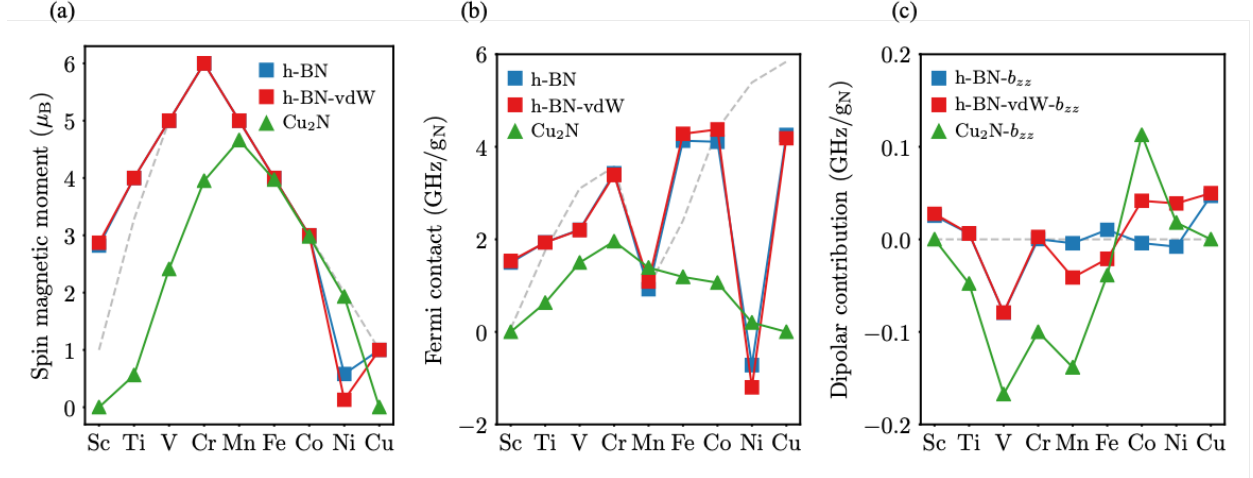 (a)
Spin magnetic moment (μB)
6
5
4
3
2
1
0
h-BN
h-BN-vdW
Cu₂N
Sc Ti V Cr Mn Fe Co Ni Cu
(b)
Fermi contact (GHz/gN)
6
4
2
0
−2
h-BN
h-BN-vdW
Cu₂N
Sc Ti V Cr Mn Fe Co Ni Cu
(c)
Dipolar contribution (GHz/gN)
0.2
0.1
0.0
−0.1
−0.2
h-BN-bzz
h-BN-vdW-bzz
Cu₂N-bzz
Sc Ti V Cr Mn Fe Co Ni Cu